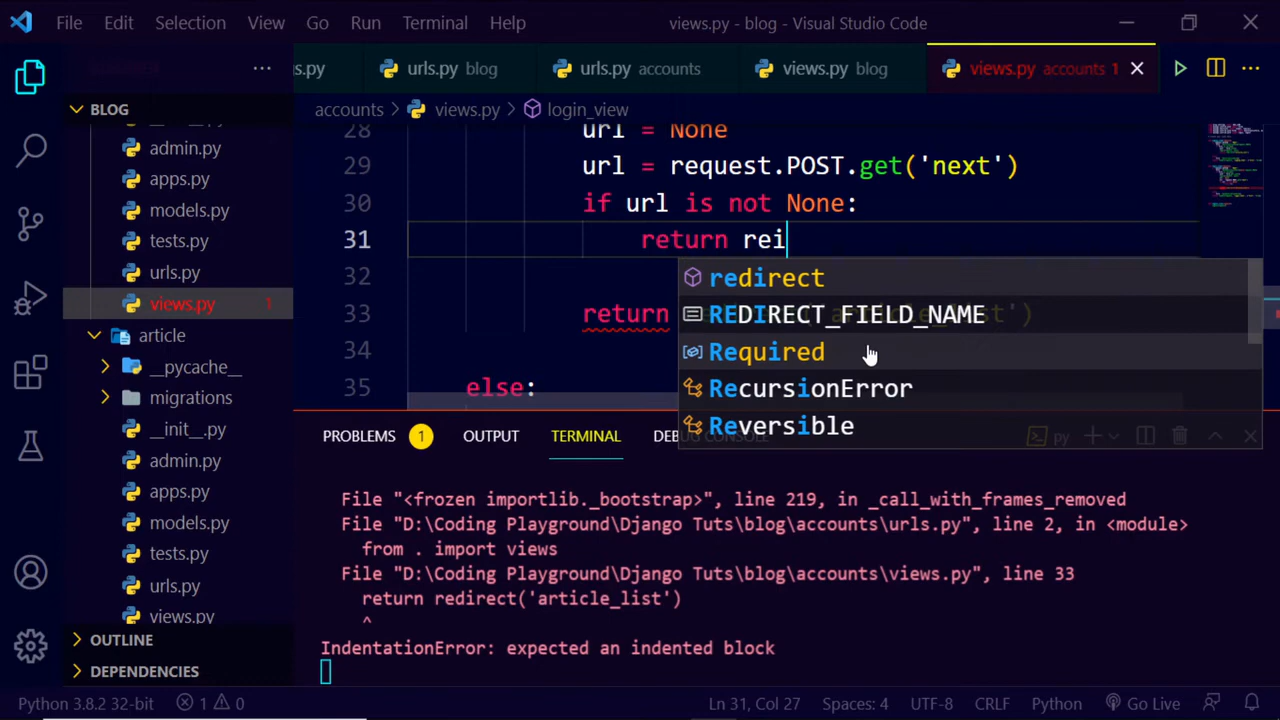 File Edit Selection View Go Run Terminal Help views.py - blog - Visual Studio Code
s.py urls.py blog urls.py accounts views.py blog views.py accounts 1
BLOG
accounts > views.py > login_view
admin.py
apps.py
models.py
tests.py
urls.py
views.py 1
article
__pycache__
migrations
__init__.py
admin.py
apps.py
models.py
tests.py
urls.py
views.py
OUTLINE
DEPENDENCIES
28 url = None
29 url = request.POST.get('next')
30 if url is not None:
31 return rei
32
33 return
34
35 else:
redirect
REDIRECT_FIELD_NAME
Required
RecursionError
Reversible
PROBLEMS 1 OUTPUT TERMINAL DEBUG CONSOLE py
File "<frozen importlib._bootstrap>", line 219, in _call_with_frames_removed
File "D:\Coding Playground\Django Tuts\blog\accounts\urls.py", line 2, in <module>
from . import views
File "D:\Coding Playground\Django Tuts\blog\accounts\views.py", line 33
return redirect('article_list')
^
IndentationError: expected an indented block
Python 3.8.2 32-bit 1 0 Ln 31, Col 27 Spaces: 4 UTF-8 CRLF Python Go Live